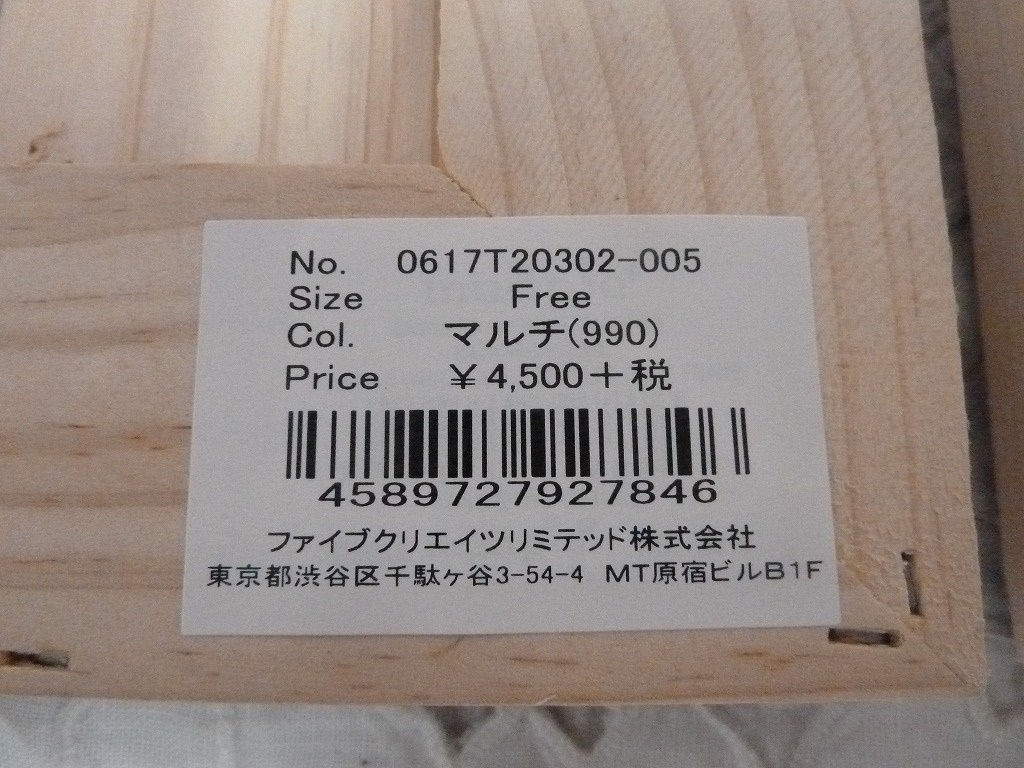 No. 0617T20302-005
Size Free
Col. マルチ(990)
Price ¥4,500+税
4589727927846
ファイブクリエイツリミテッド株式会社
東京都渋谷区千駄ヶ谷3-54-4 MT原宿ビルB1F